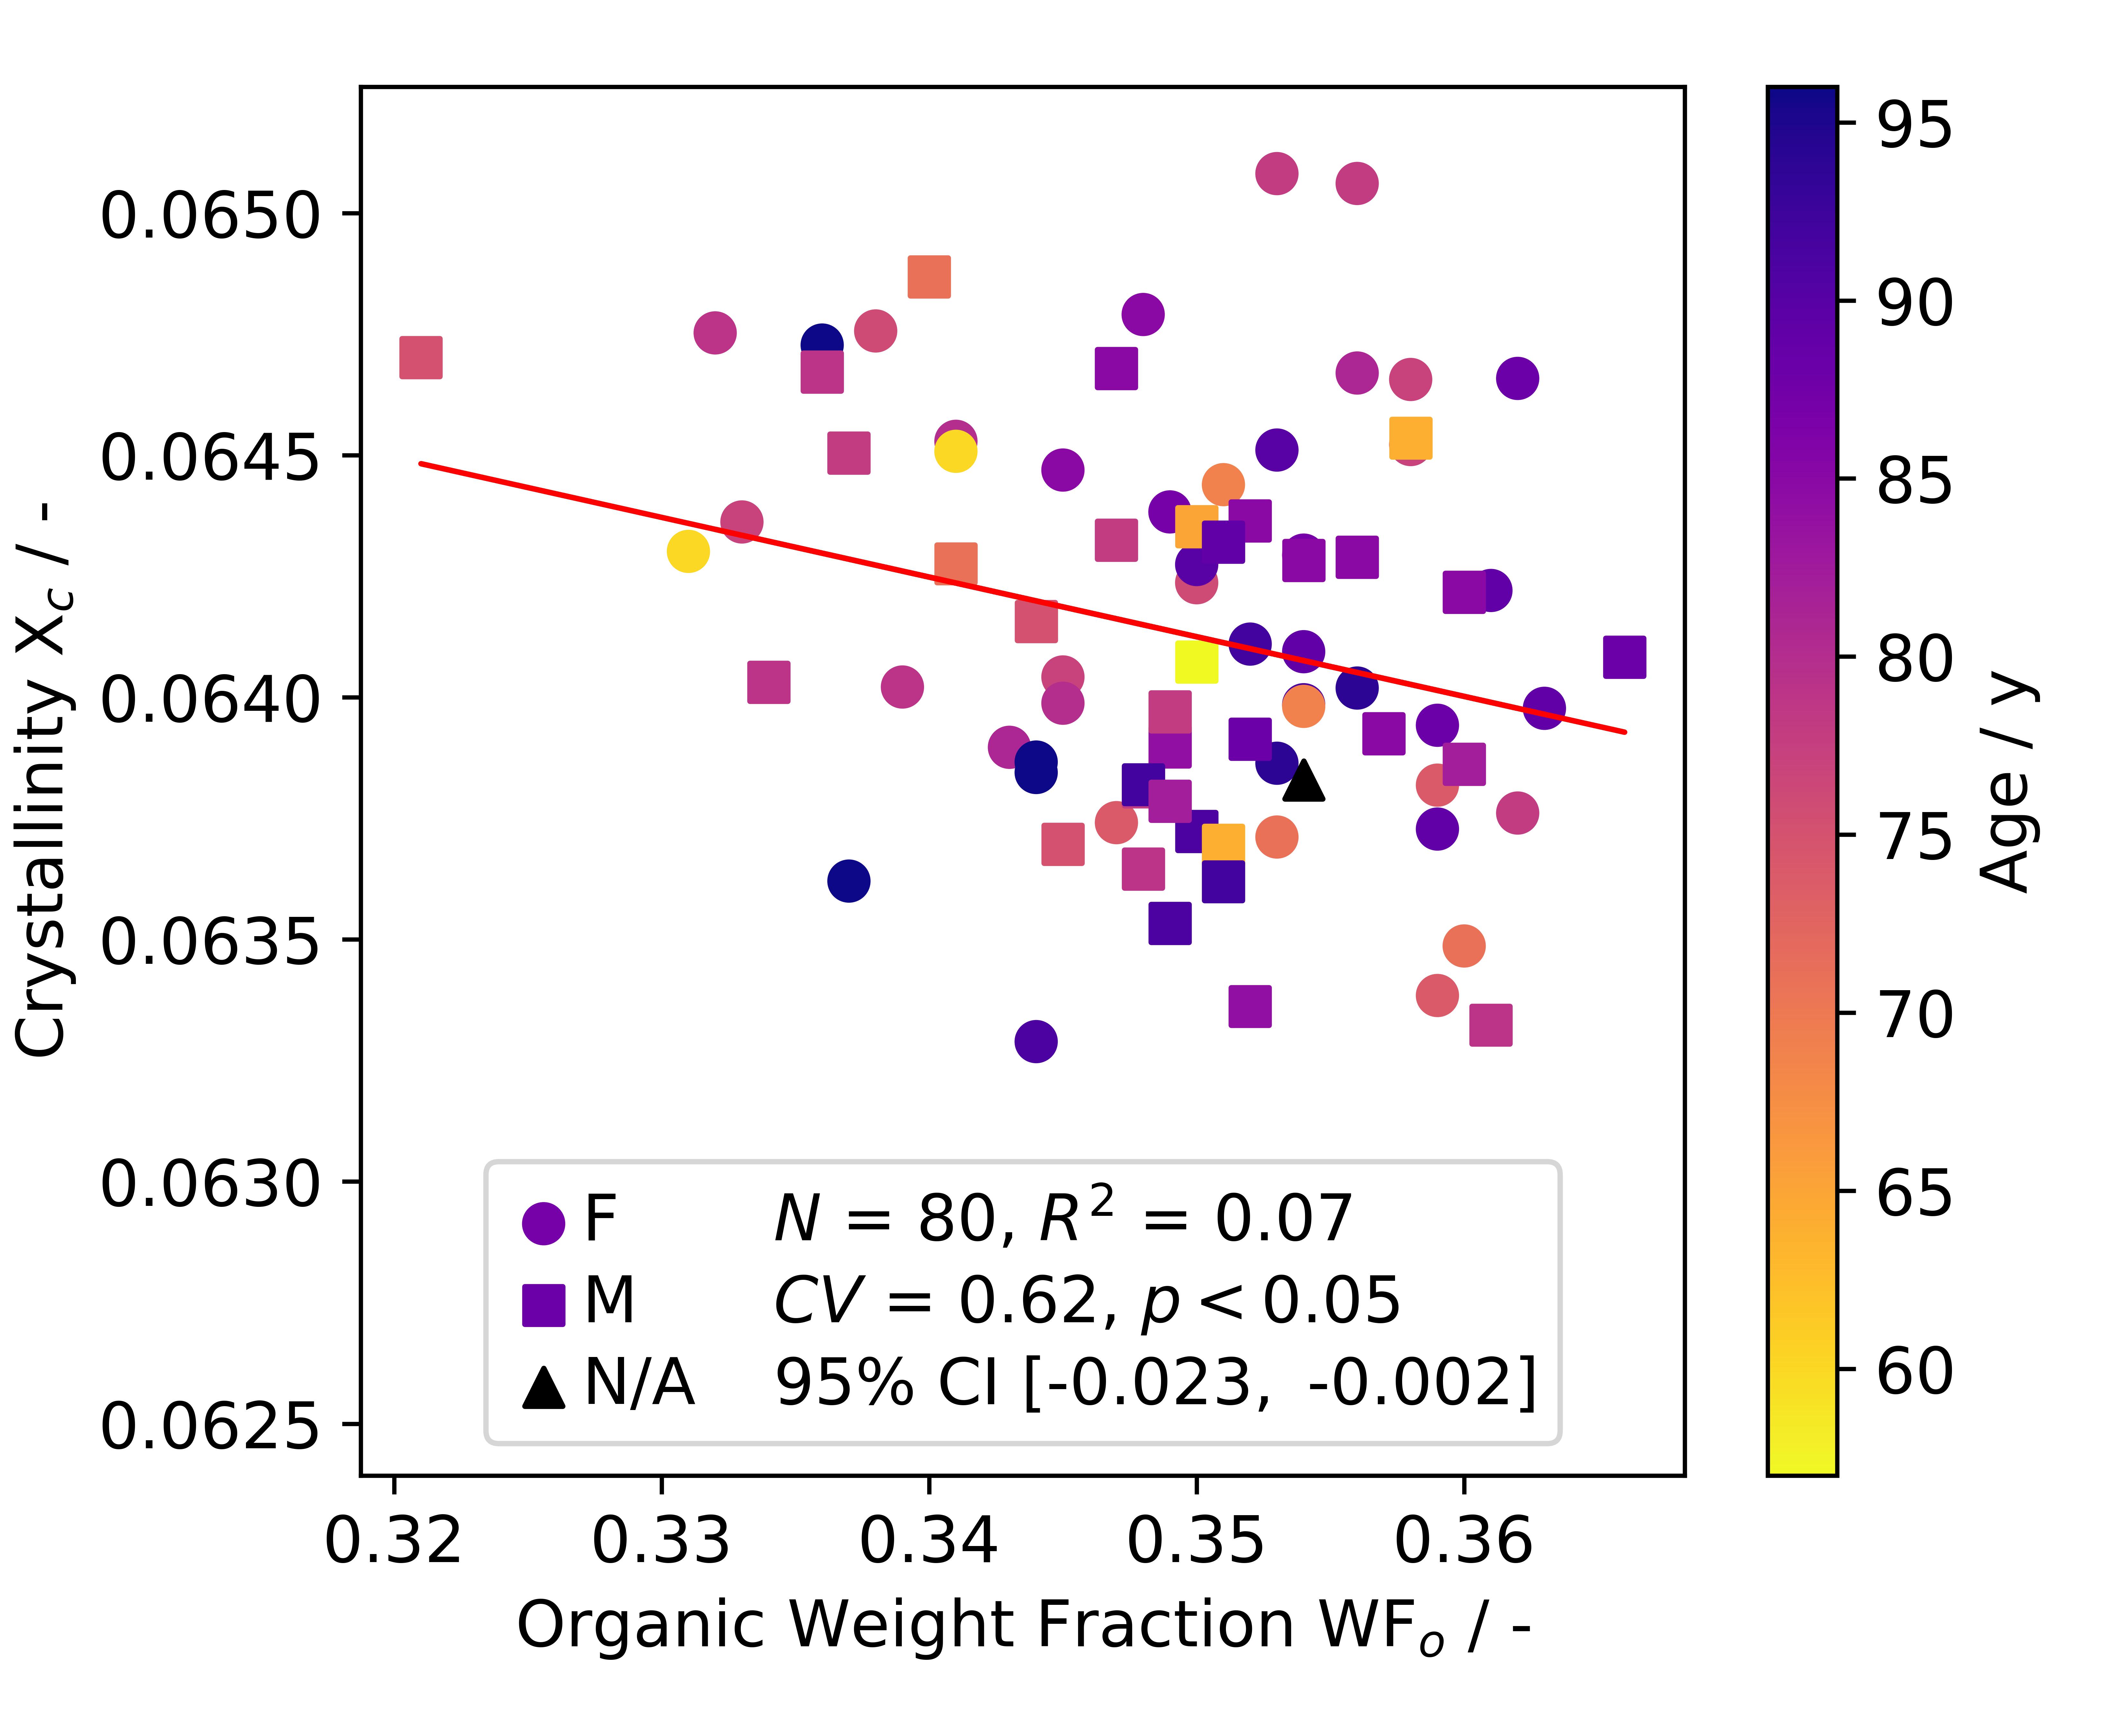 0.0650
0.0645
0.0640
0.0635
0.0630
0.0625
Crystallinity X_c / -
0.32 0.33 0.34 0.35 0.36
Organic Weight Fraction WF_o / -
F N = 80, R² = 0.07
M CV = 0.62, p < 0.05
N/A 95% CI [-0.023, -0.002]
95
90
85
80
75
70
65
60
Age / y